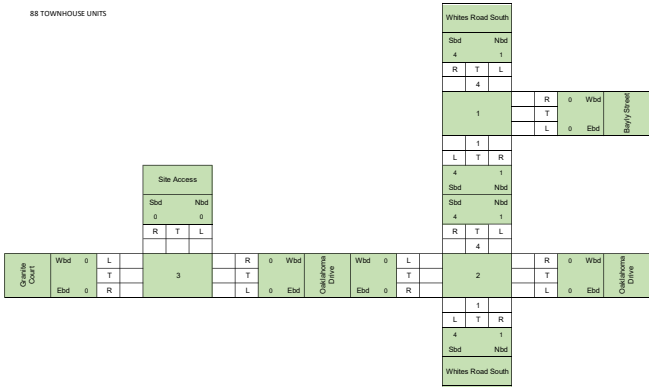 88 TOWNHOUSE UNITS
Whites Road South
Sbd Nbd
4 1
R T L
4
1
R 0 Wbd
T
L 0 Ebd
Bayly Street
1
L T R
4 1
Sbd Nbd
Site Access
Sbd Nbd
0 0
R T L
Sbd Nbd
4 1
R T L
4
Granite
Court
Wbd 0 L
T
Ebd 0 R
3
R 0 Wbd
T
L 0 Ebd
Oaklahoma
Drive
Wbd 0 L
T
Ebd 0 R
2
R 0 Wbd
T
L 0 Ebd
Oaklahoma
Drive
1
L T R
4 1
Sbd Nbd
Whites Road South